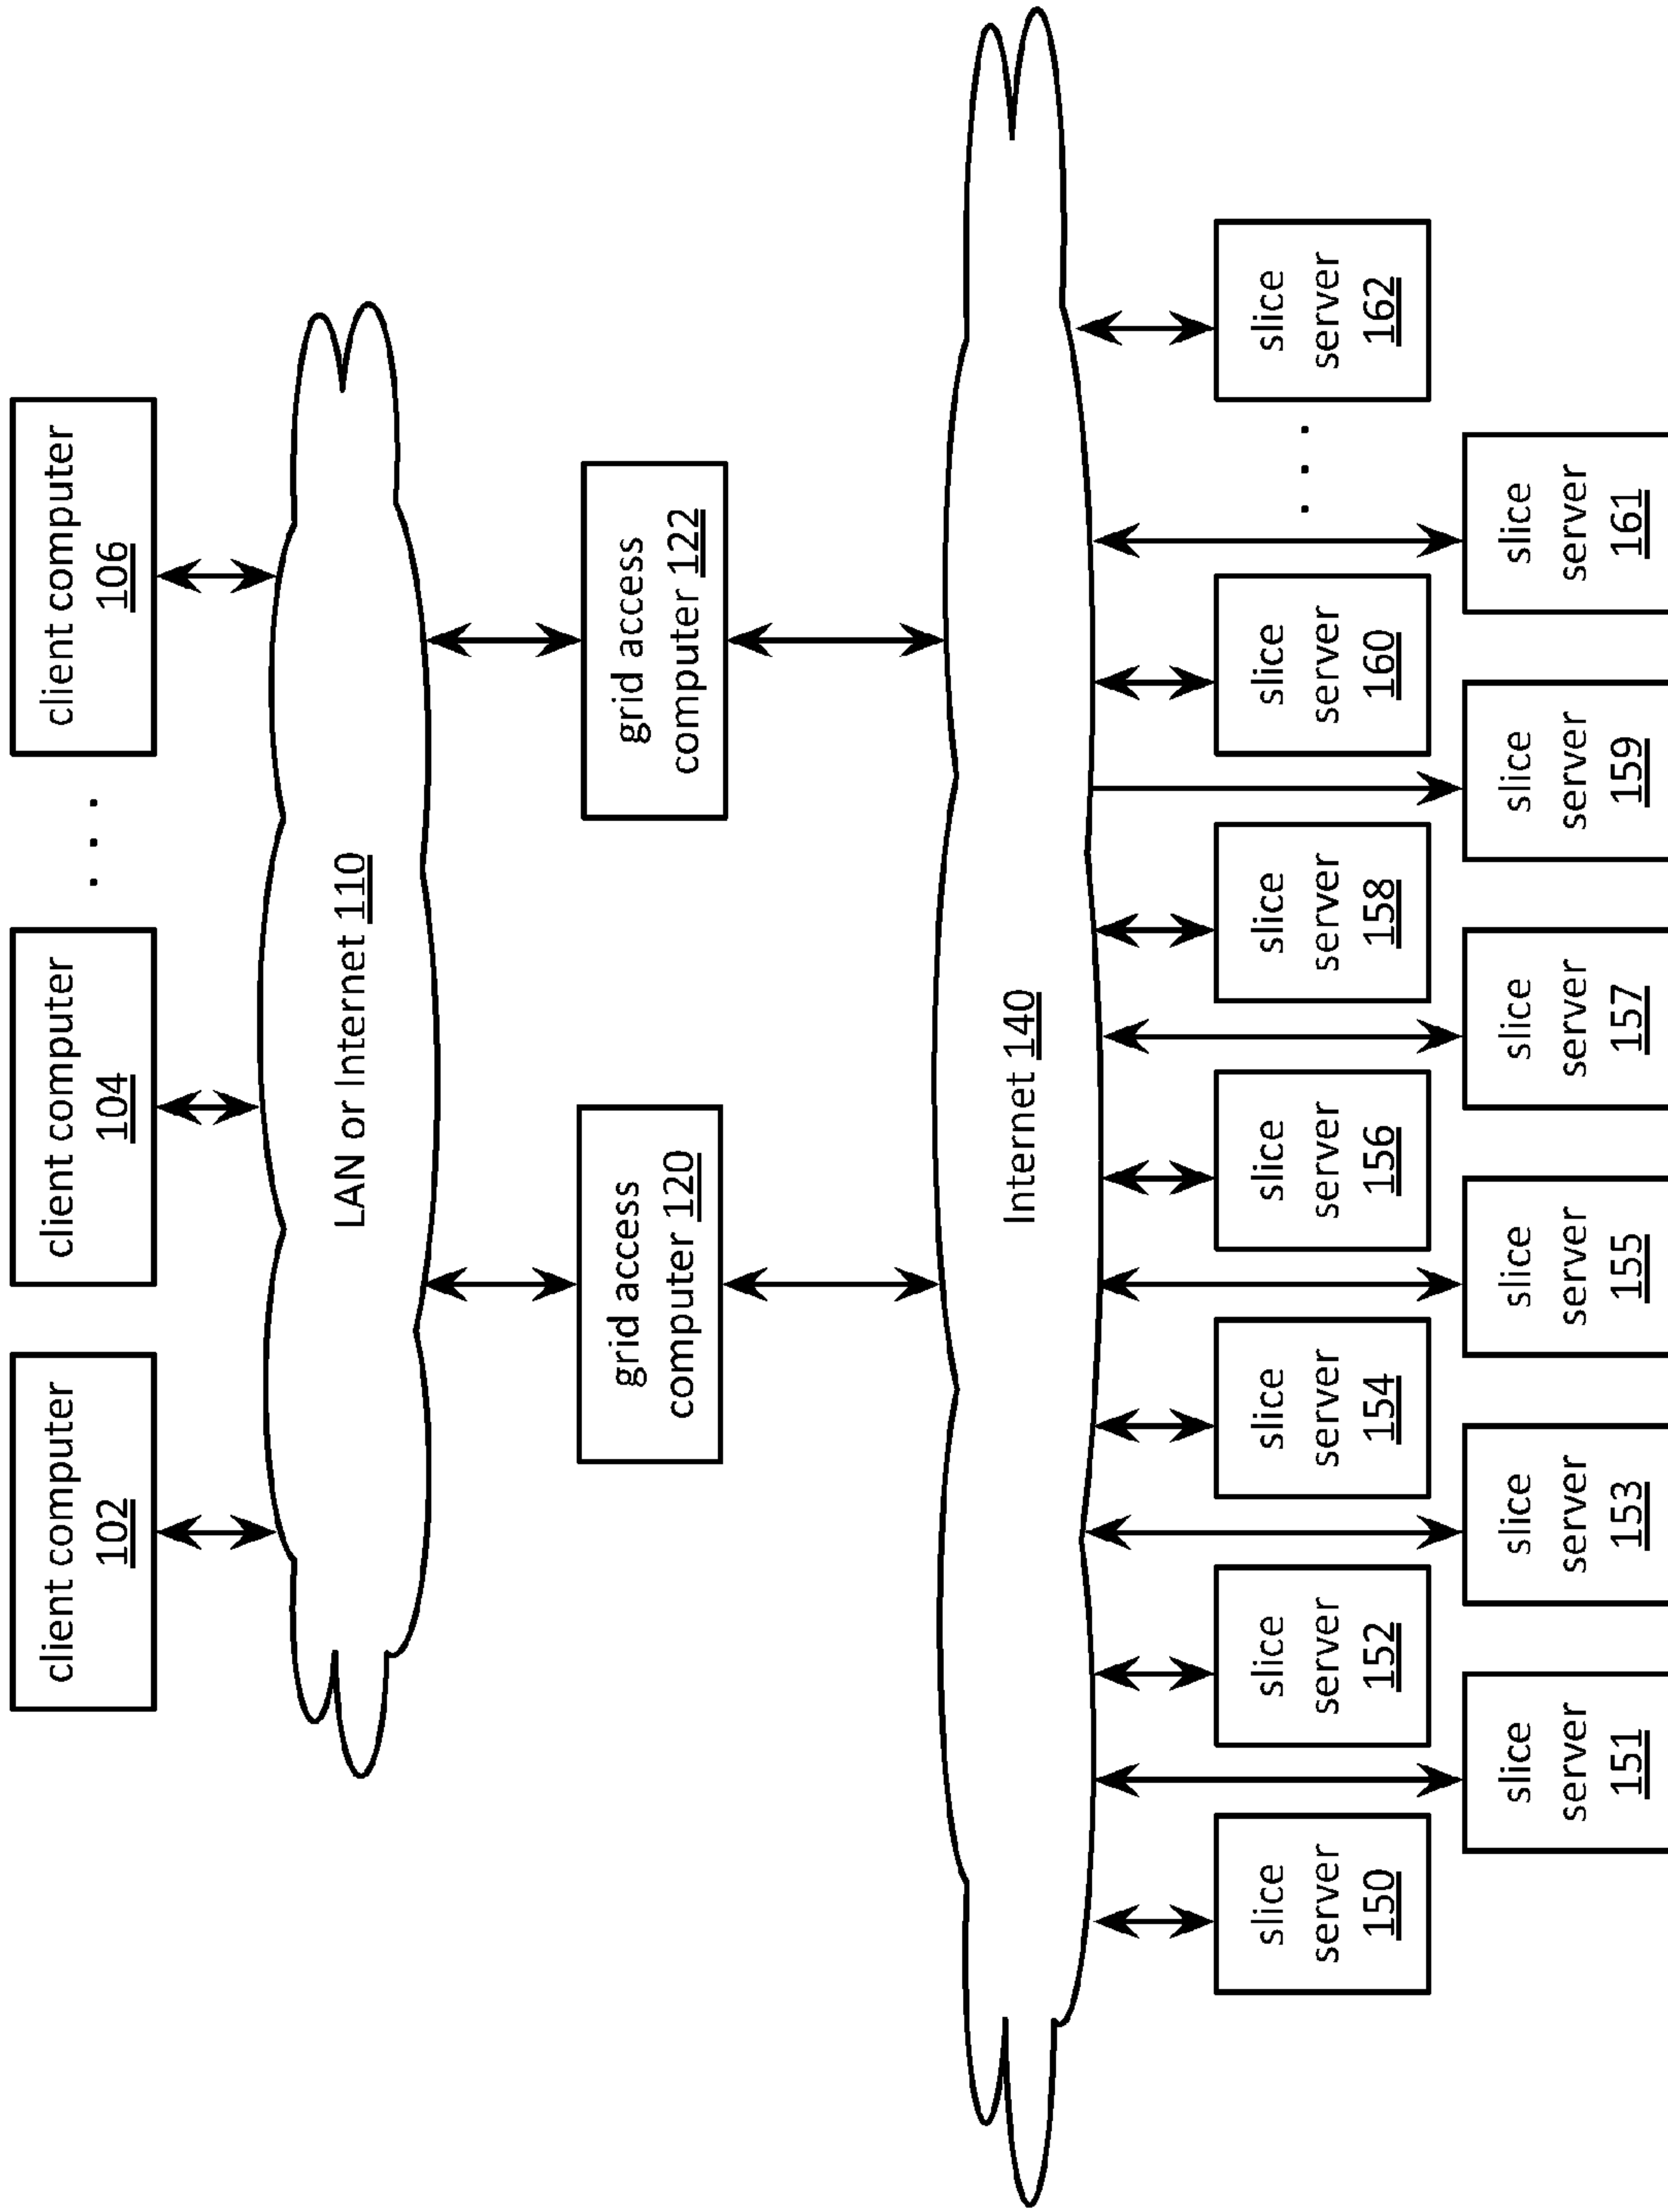 client computer
102
client computer
104
. . .
client computer
106
LAN or Internet 110
grid access
computer 120
grid access
computer 122
Internet 140
slice
server
150
slice
server
152
slice
server
154
slice
server
156
slice
server
158
slice
server
160
. . .
slice
server
162
slice
server
151
slice
server
153
slice
server
155
slice
server
157
slice
server
159
slice
server
161